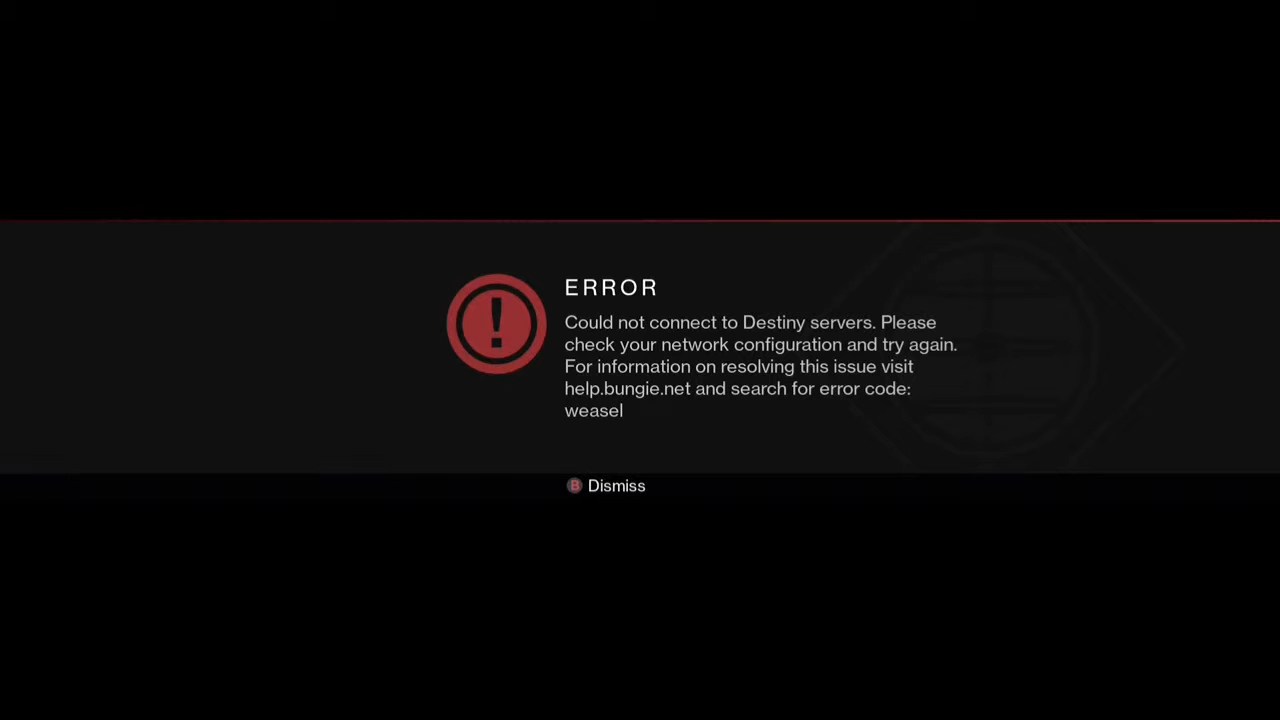 ERROR
Could not connect to Destiny servers. Please
check your network configuration and try again.
For information on resolving this issue visit
help.bungie.net and search for error code:
weasel
B Dismiss